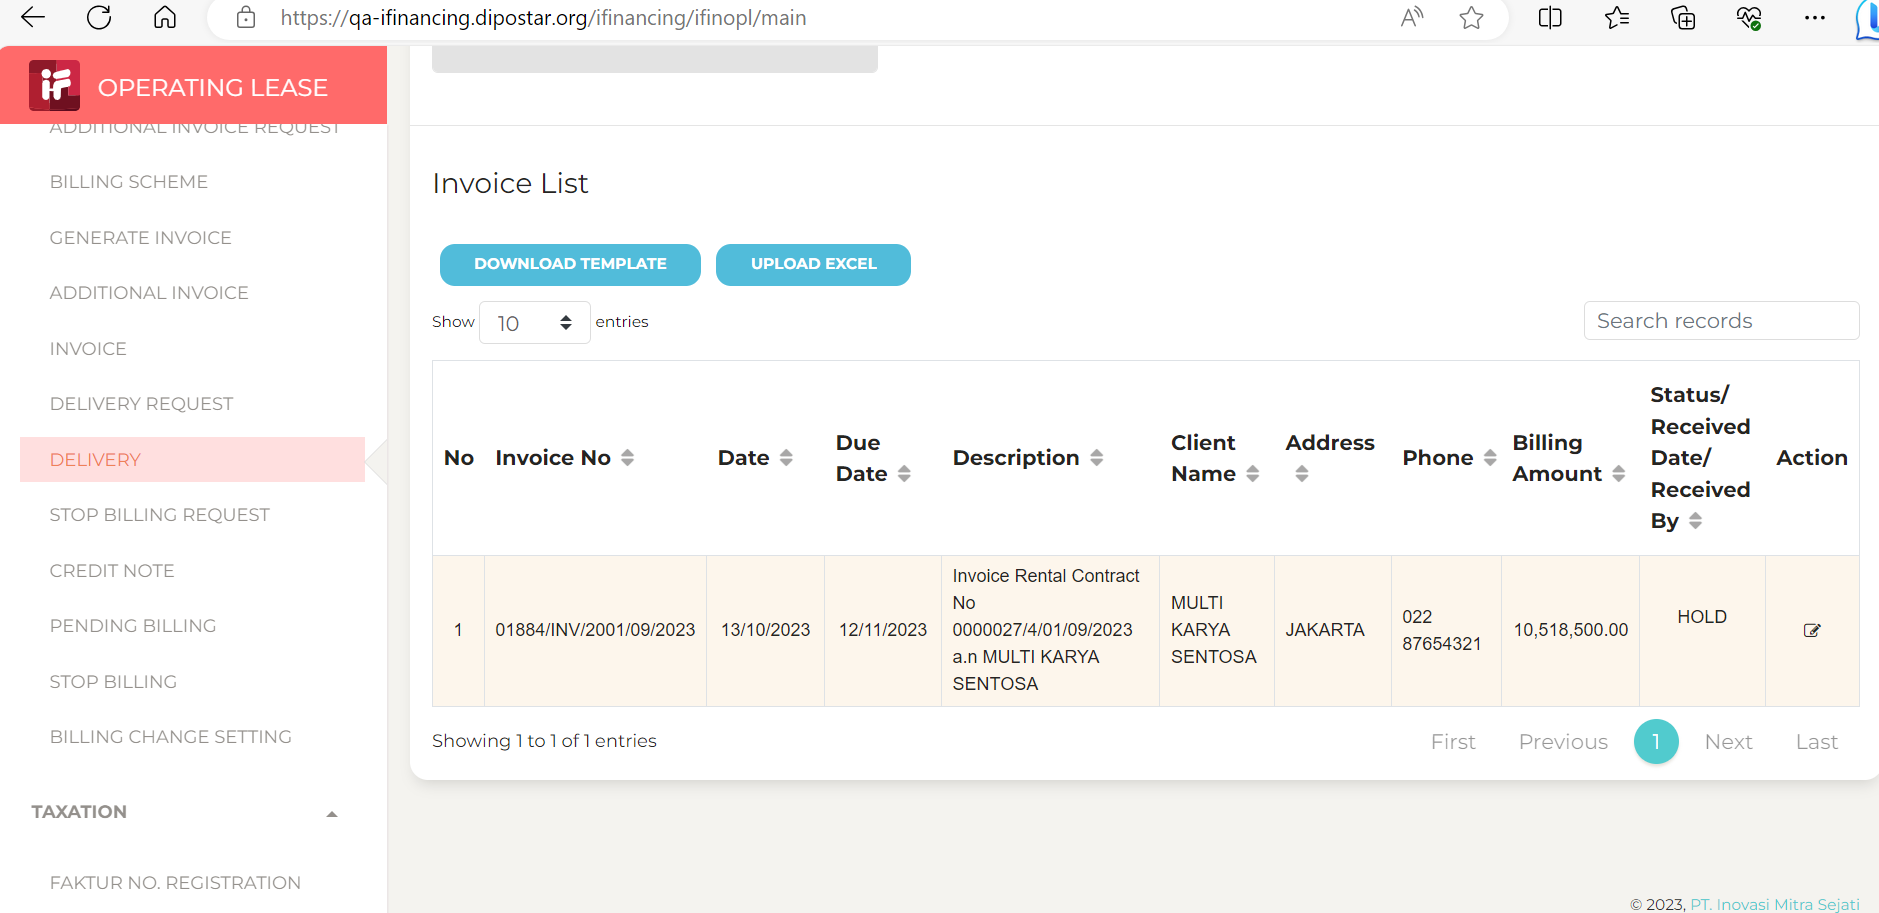 https://qa-ifinancing.dipostar.org/ifinancing/ifinopl/main
iF OPERATING LEASE
ADDITIONAL INVOICE REQUEST
BILLING SCHEME
GENERATE INVOICE
ADDITIONAL INVOICE
INVOICE
DELIVERY REQUEST
DELIVERY
STOP BILLING REQUEST
CREDIT NOTE
PENDING BILLING
STOP BILLING
BILLING CHANGE SETTING
TAXATION
FAKTUR NO. REGISTRATION
Invoice List
DOWNLOAD TEMPLATE UPLOAD EXCEL
Show 10 entries
Search records
No
Invoice No
Date
Due
Date
Description
Client
Name
Address
Phone
Billing
Amount
Status/
Received
Date/
Received
By
Action
1
01884/INV/2001/09/2023
13/10/2023
12/11/2023
Invoice Rental Contract
No
0000027/4/01/09/2023
a.n MULTI KARYA
SENTOSA
MULTI
KARYA
SENTOSA
JAKARTA
022
87654321
10,518,500.00
HOLD
Showing 1 to 1 of 1 entries
First Previous 1 Next Last
© 2023, PT. Inovasi Mitra Sejati